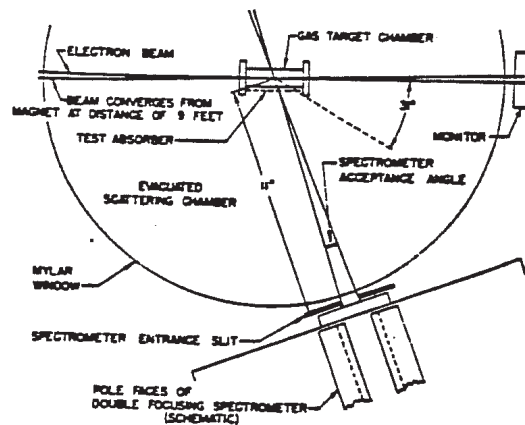 ELECTRON BEAM
GAS TARGET CHAMBER
BEAM CONVERGES FROM
MAGNET AT DISTANCE OF 9 FEET
TEST ABSORBER
31°
MONITOR
SPECTROMETER
ACCEPTANCE ANGLE
EVACUATED
SCATTERING CHAMBER
MYLAR
WINDOW
SPECTROMETER ENTRANCE SLIT
POLE FACES OF
DOUBLE FOCUSING SPECTROMETER
(SCHEMATIC)